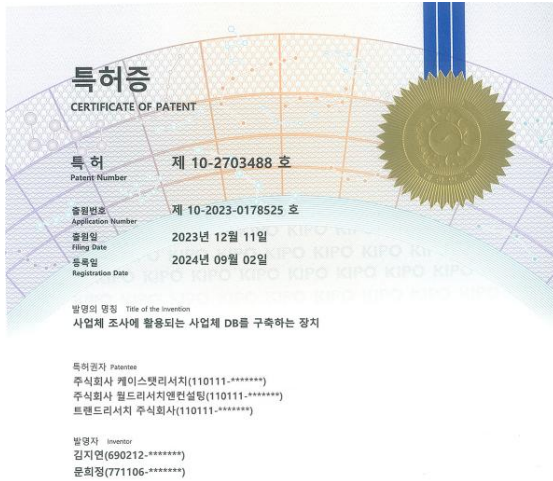 특허증
CERTIFICATE OF PATENT
특 허 제 10-2703488 호
Patent Number
출원번호 제 10-2023-0178525 호
Application Number
출원일 2023년 12월 11일
Filing Date
등록일 2024년 09월 02일
Registration Date
KIPO KIPO KIPO KIPO
발명의 명칭 Title of the Invention
사업체 조사에 활용되는 사업체 DB를 구축하는 장치
특허권자 Patentee
주식회사 케이스탯리서치(110111-*******)
주식회사 월드리서치앤컨설팅(110111-*******)
트랜드리서치 주식회사(110111-*******)
발명자 Inventor
김지연(690212-*******)
문희정(771106-*******)